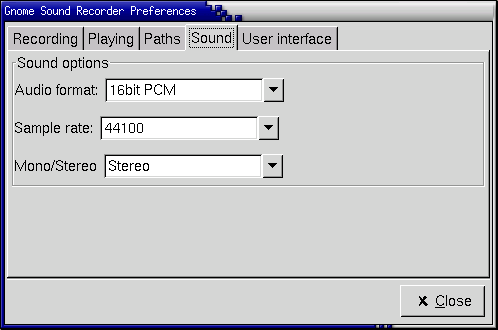 Gnome Sound Recorder Preferences
Recording Playing Paths Sound User interface
Sound options
Audio format: 16bit PCM
Sample rate: 44100
Mono/Stereo Stereo
Close